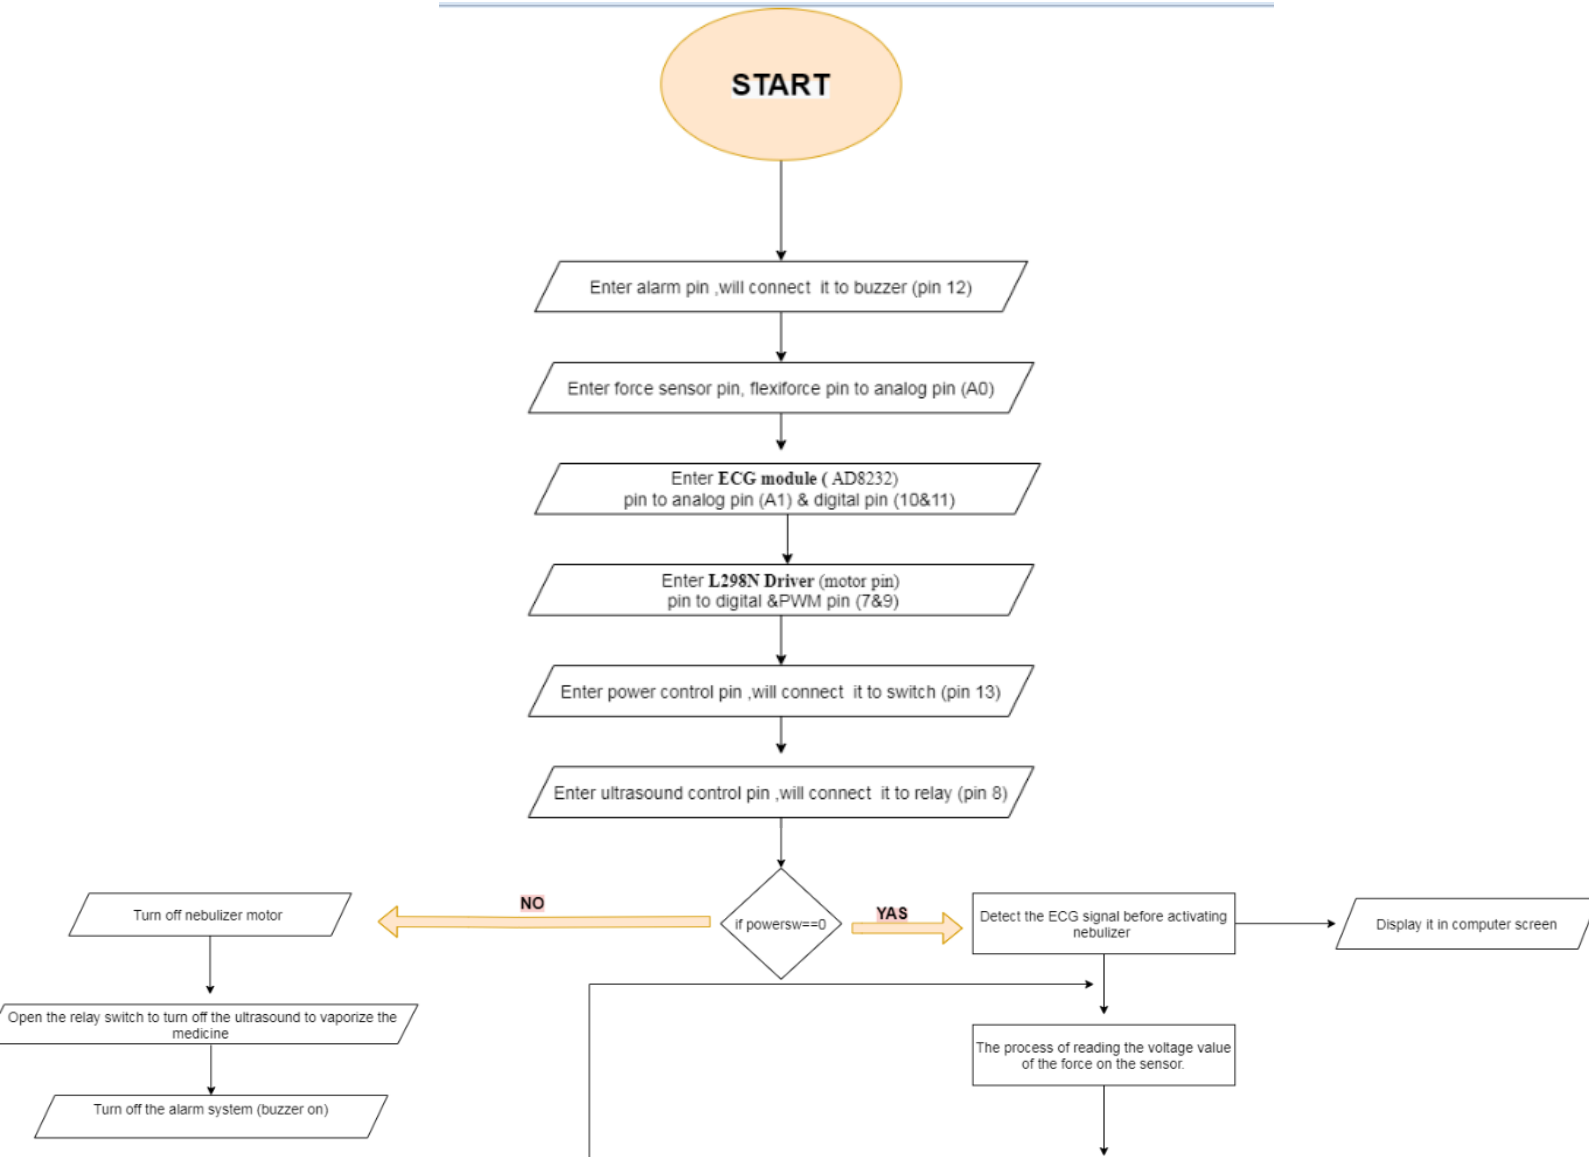 START
Enter alarm pin ,will connect it to buzzer (pin 12)
Enter force sensor pin, flexiforce pin to analog pin (A0)
Enter ECG module ( AD8232)
pin to analog pin (A1) & digital pin (10&11)
Enter L298N Driver (motor pin)
pin to digital &PWM pin (7&9)
Enter power control pin ,will connect it to switch (pin 13)
Enter ultrasound control pin ,will connect it to relay (pin 8)
if powersw==0
NO
YAS
Turn off nebulizer motor
Open the relay switch to turn off the ultrasound to vaporize the
medicine
Turn off the alarm system (buzzer on)
Detect the ECG signal before activating
nebulizer
Display it in computer screen
The process of reading the voltage value
of the force on the sensor.